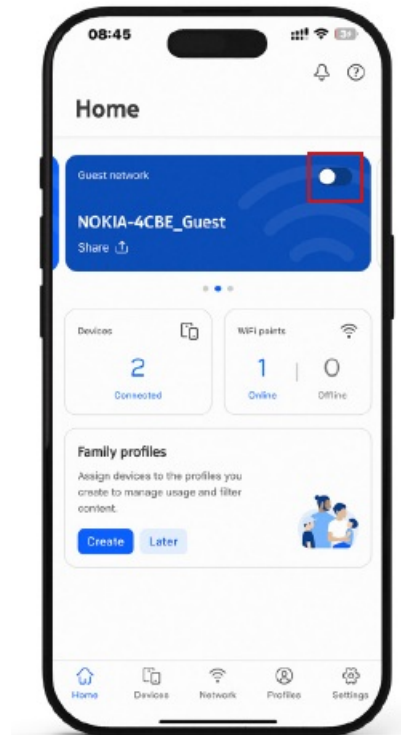 08:45
Home
Guest network
NOKIA-4CBE_Guest
Share
Devices
2
Connected
WiFi points
1
Online
0
Offline
Family profiles
Assign devices to the profiles you
create to manage usage and filter
content.
Create
Later
Home
Devices
Network
Profiles
Settings